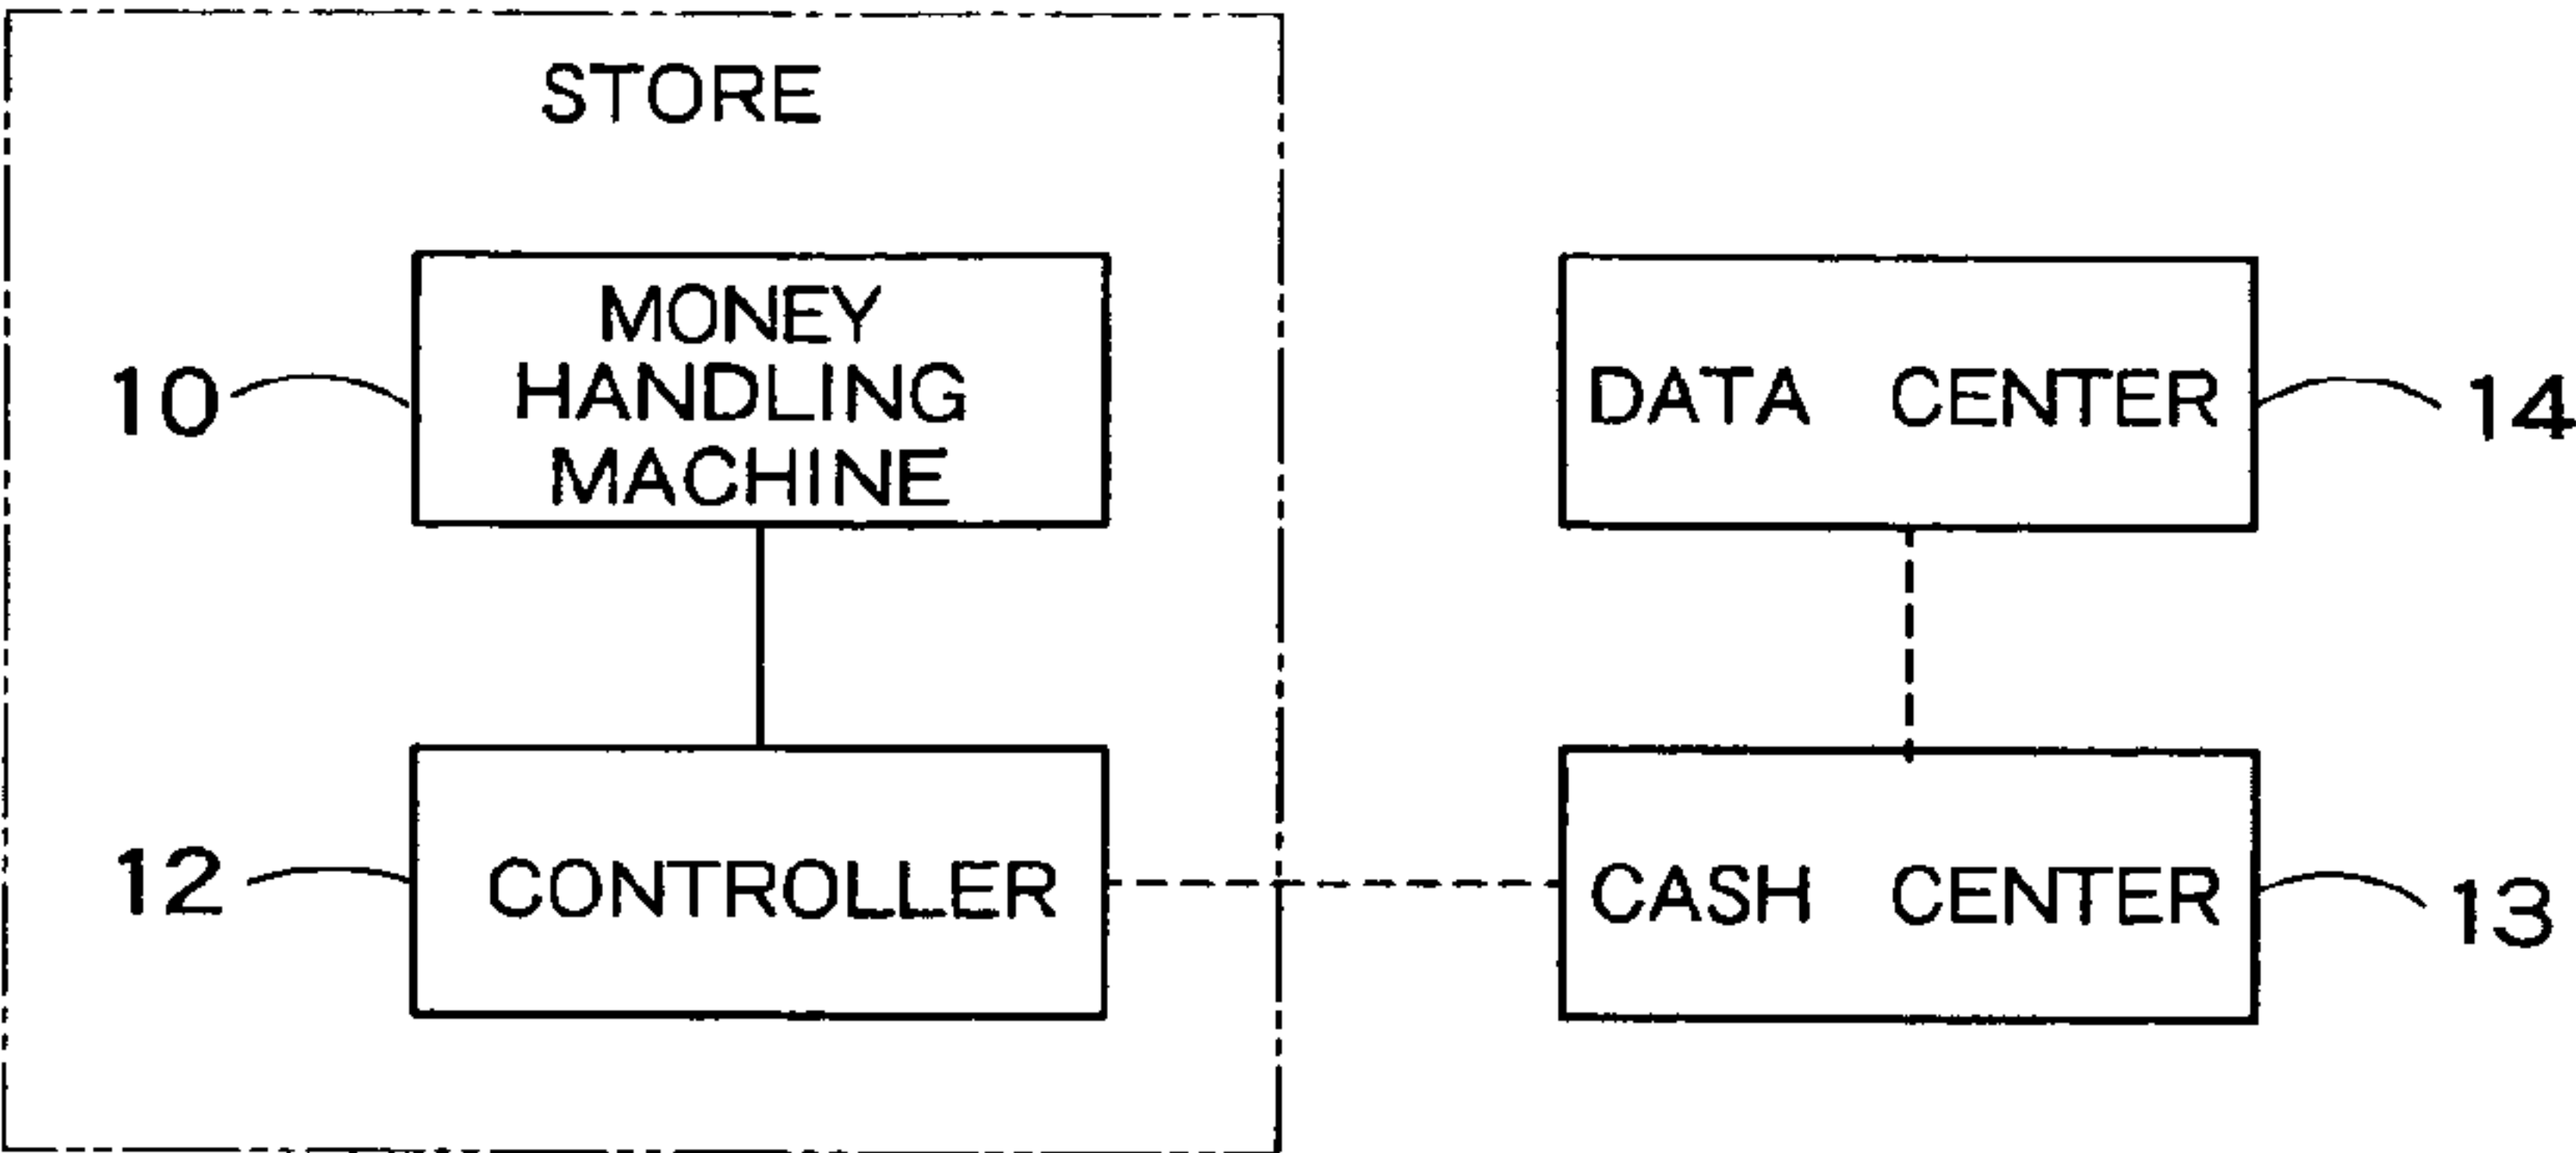 STORE
MONEY
HANDLING
MACHINE
10
DATA CENTER
14
CONTROLLER
12
CASH CENTER
13